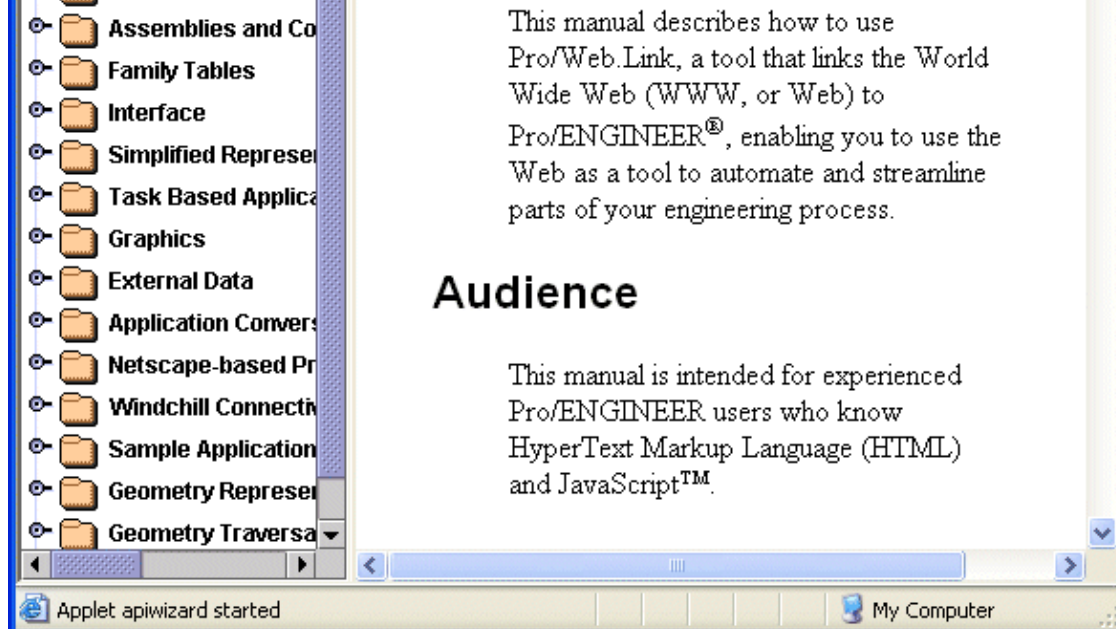 Assemblies and Co
Family Tables
Interface
Simplified Represe
Task Based Applica
Graphics
External Data
Application Convers
Netscape-based Pr
Windchill Connectiv
Sample Application
Geometry Represe
Geometry Traversa
This manual describes how to use
Pro/Web.Link, a tool that links the World
Wide Web (WWW, or Web) to
Pro/ENGINEER®, enabling you to use the
Web as a tool to automate and streamline
parts of your engineering process.
Audience
This manual is intended for experienced
Pro/ENGINEER users who know
HyperText Markup Language (HTML)
and JavaScript™.
Applet apiwizard started
My Computer